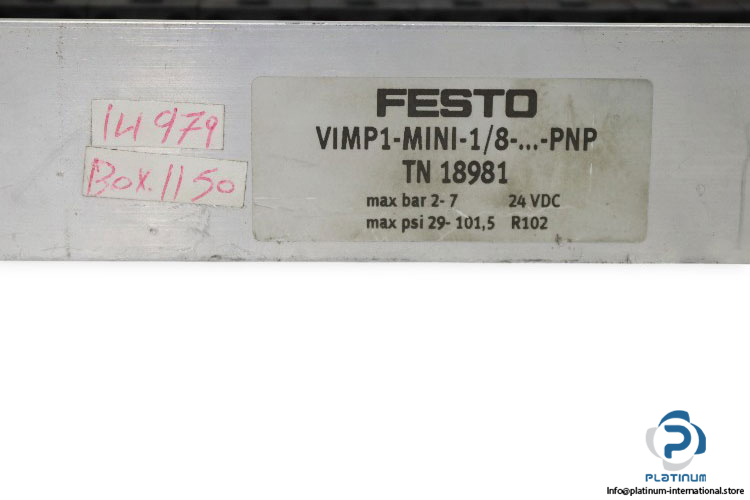 14979
Box.1150
FESTO
VIMP1-MINI-1/8-...-PNP
TN 18981
max bar 2- 7 24 VDC
max psi 29- 101,5 R102
PLATINUM
Info@platinum-international.store